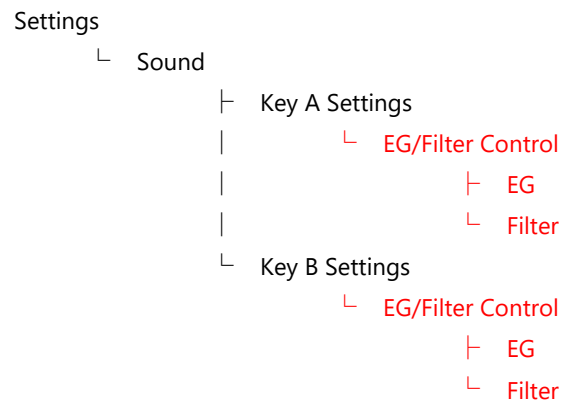 Settings
└ Sound
├ Key A Settings
│ └ EG/Filter Control
│ ├ EG
│ └ Filter
└ Key B Settings
└ EG/Filter Control
├ EG
└ Filter